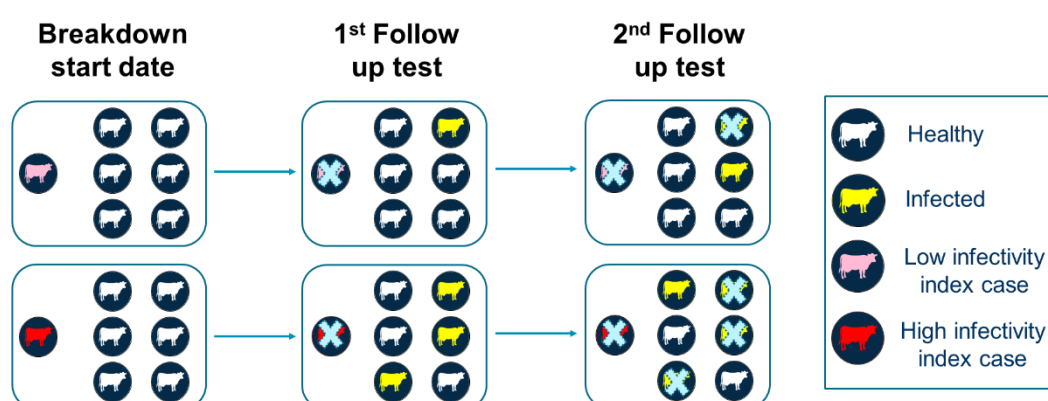 Breakdown
start date
1st Follow
up test
2nd Follow
up test
Healthy
Infected
Low infectivity
index case
High infectivity
index case